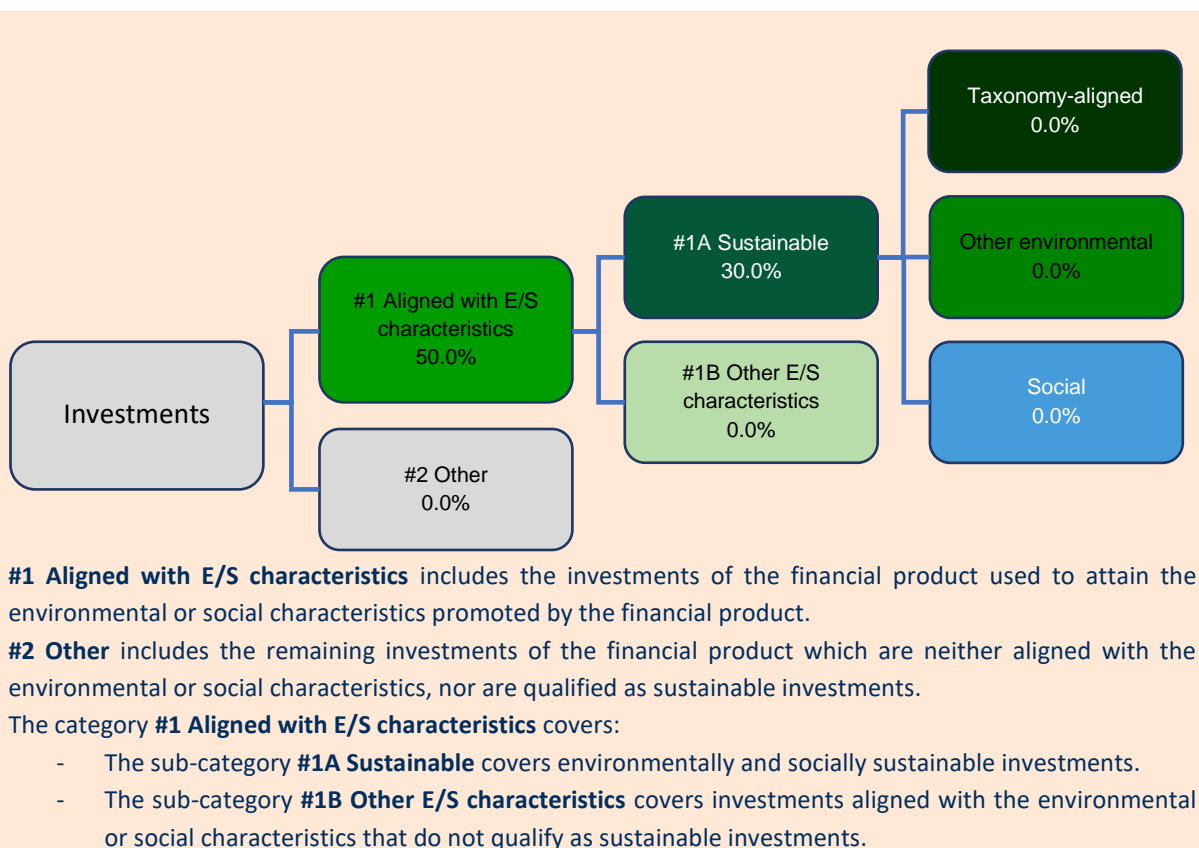 Taxonomy-aligned
0.0%
#1A Sustainable
30.0%
Other environmental
0.0%
#1 Aligned with E/S
characteristics
50.0%
#1B Other E/S
characteristics
0.0%
Social
0.0%
Investments
#2 Other
0.0%
#1 Aligned with E/S characteristics includes the investments of the financial product used to attain the
environmental or social characteristics promoted by the financial product.
#2 Other includes the remaining investments of the financial product which are neither aligned with the
environmental or social characteristics, nor are qualified as sustainable investments.
The category #1 Aligned with E/S characteristics covers:
- The sub-category #1A Sustainable covers environmentally and socially sustainable investments.
- The sub-category #1B Other E/S characteristics covers investments aligned with the environmental
or social characteristics that do not qualify as sustainable investments.